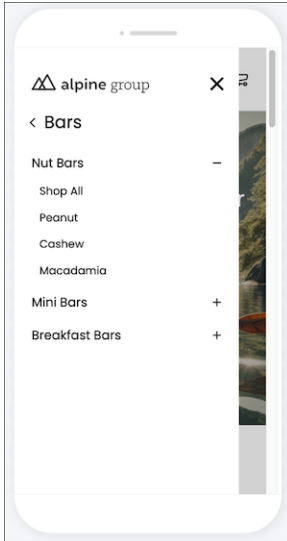 alpine group
Bars
Nut Bars
Shop All
Peanut
Cashew
Macadamia
Mini Bars
Breakfast Bars